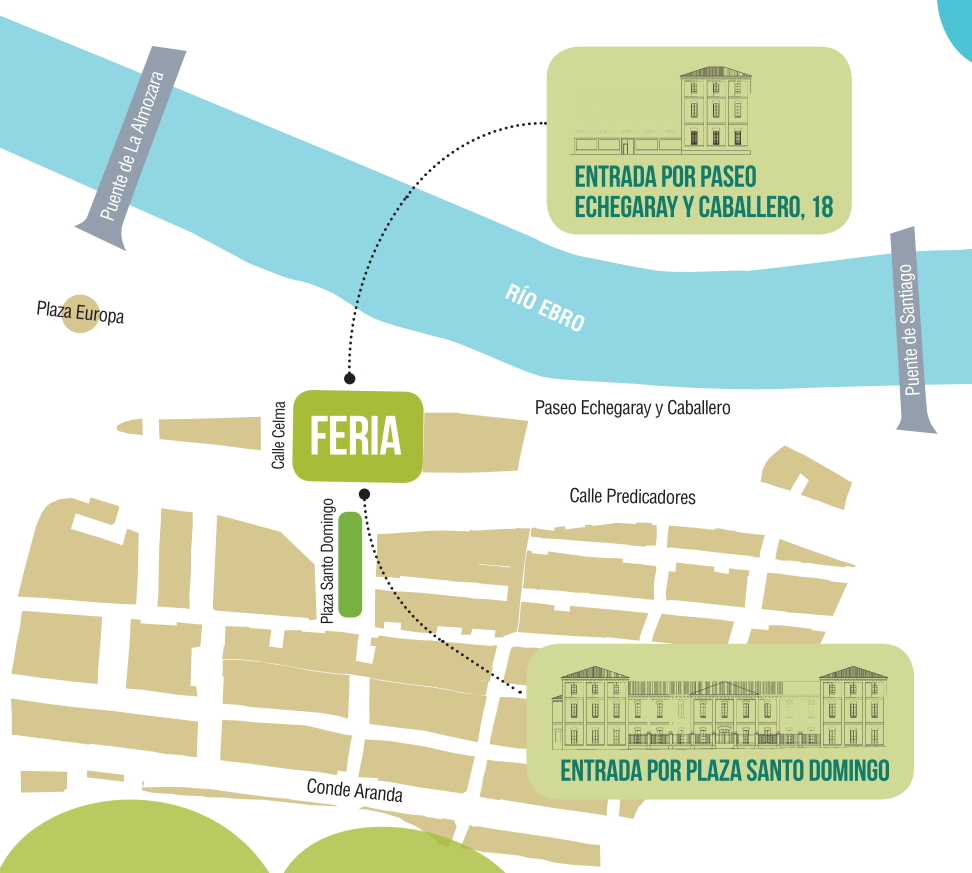 Puente de La Almozara
ENTRADA POR PASEO
ECHEGARAY Y CABALLERO, 18
RÍO EBRO
Puente de Santiago
Plaza Europa
Calle Celma
FERIA
Paseo Echegaray y Caballero
Calle Predicadores
Plaza Santo Domingo
ENTRADA POR PLAZA SANTO DOMINGO
Conde Aranda